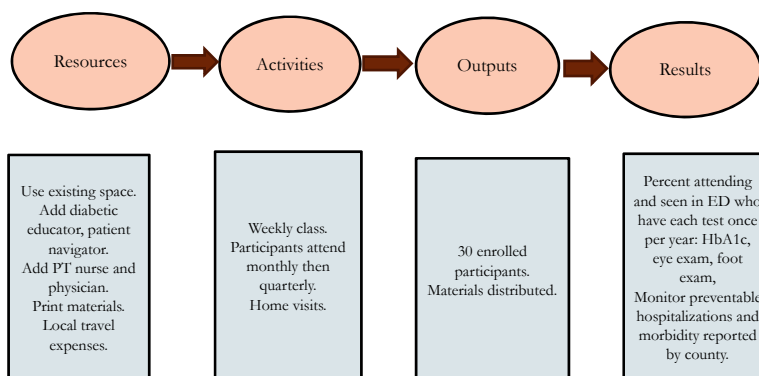 Resources
Activities
Outputs
Results
Use existing space.
Add diabetic
educator, patient
navigator.
Add PT nurse and
physician.
Print materials.
Local travel
expenses.
Weekly class.
Participants attend
monthly then
quarterly.
Home visits.
30 enrolled
participants.
Materials distributed.
Percent attending
and seen in ED who
have each test once
per year: HbA1c,
eye exam, foot
exam,
Monitor preventable
hospitalizations and
morbidity reported
by county.